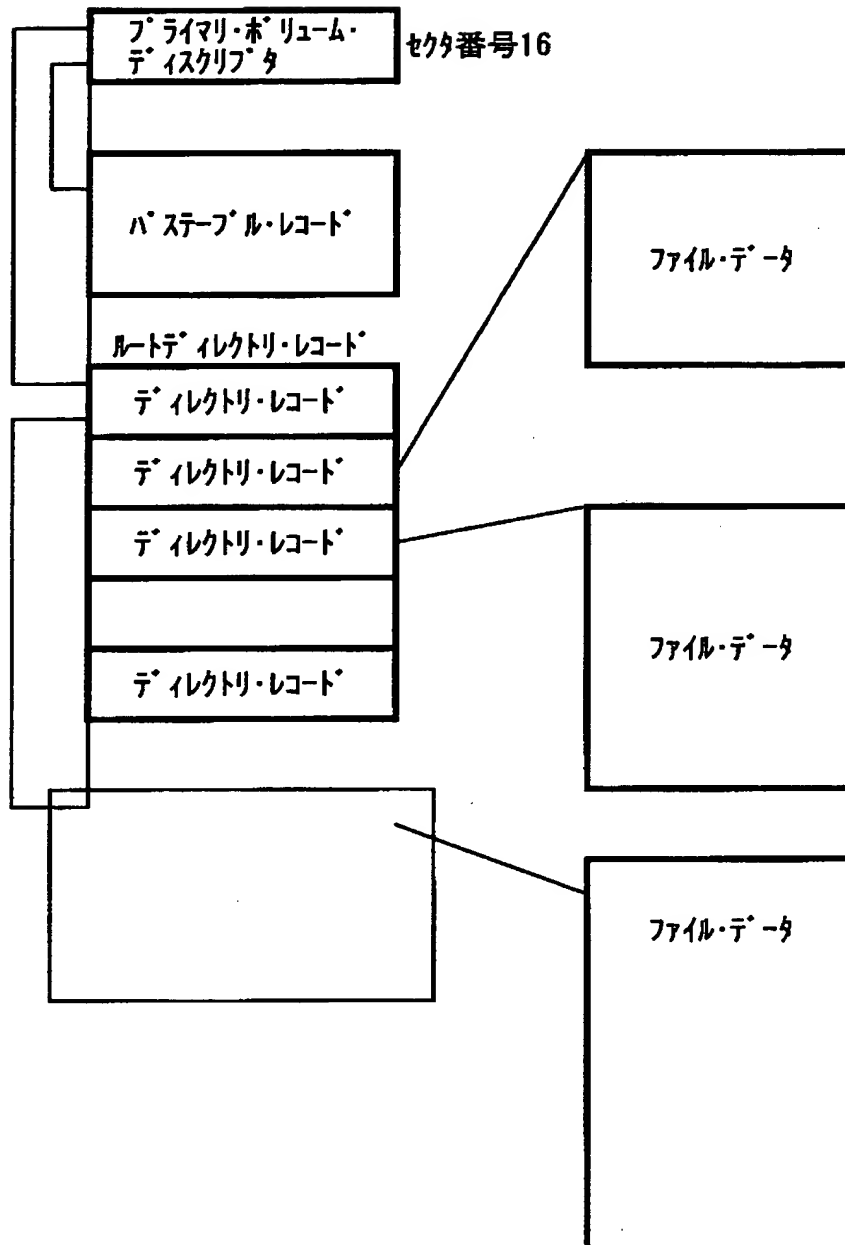 プライマリ・ボリューム・
ディスクリプタ
セクタ番号16
パステーブル・レコード
ファイル・データ
ルートディレクトリ・レコード
ディレクトリ・レコード
ディレクトリ・レコード
ディレクトリ・レコード
ファイル・データ
ディレクトリ・レコード
ファイル・データ